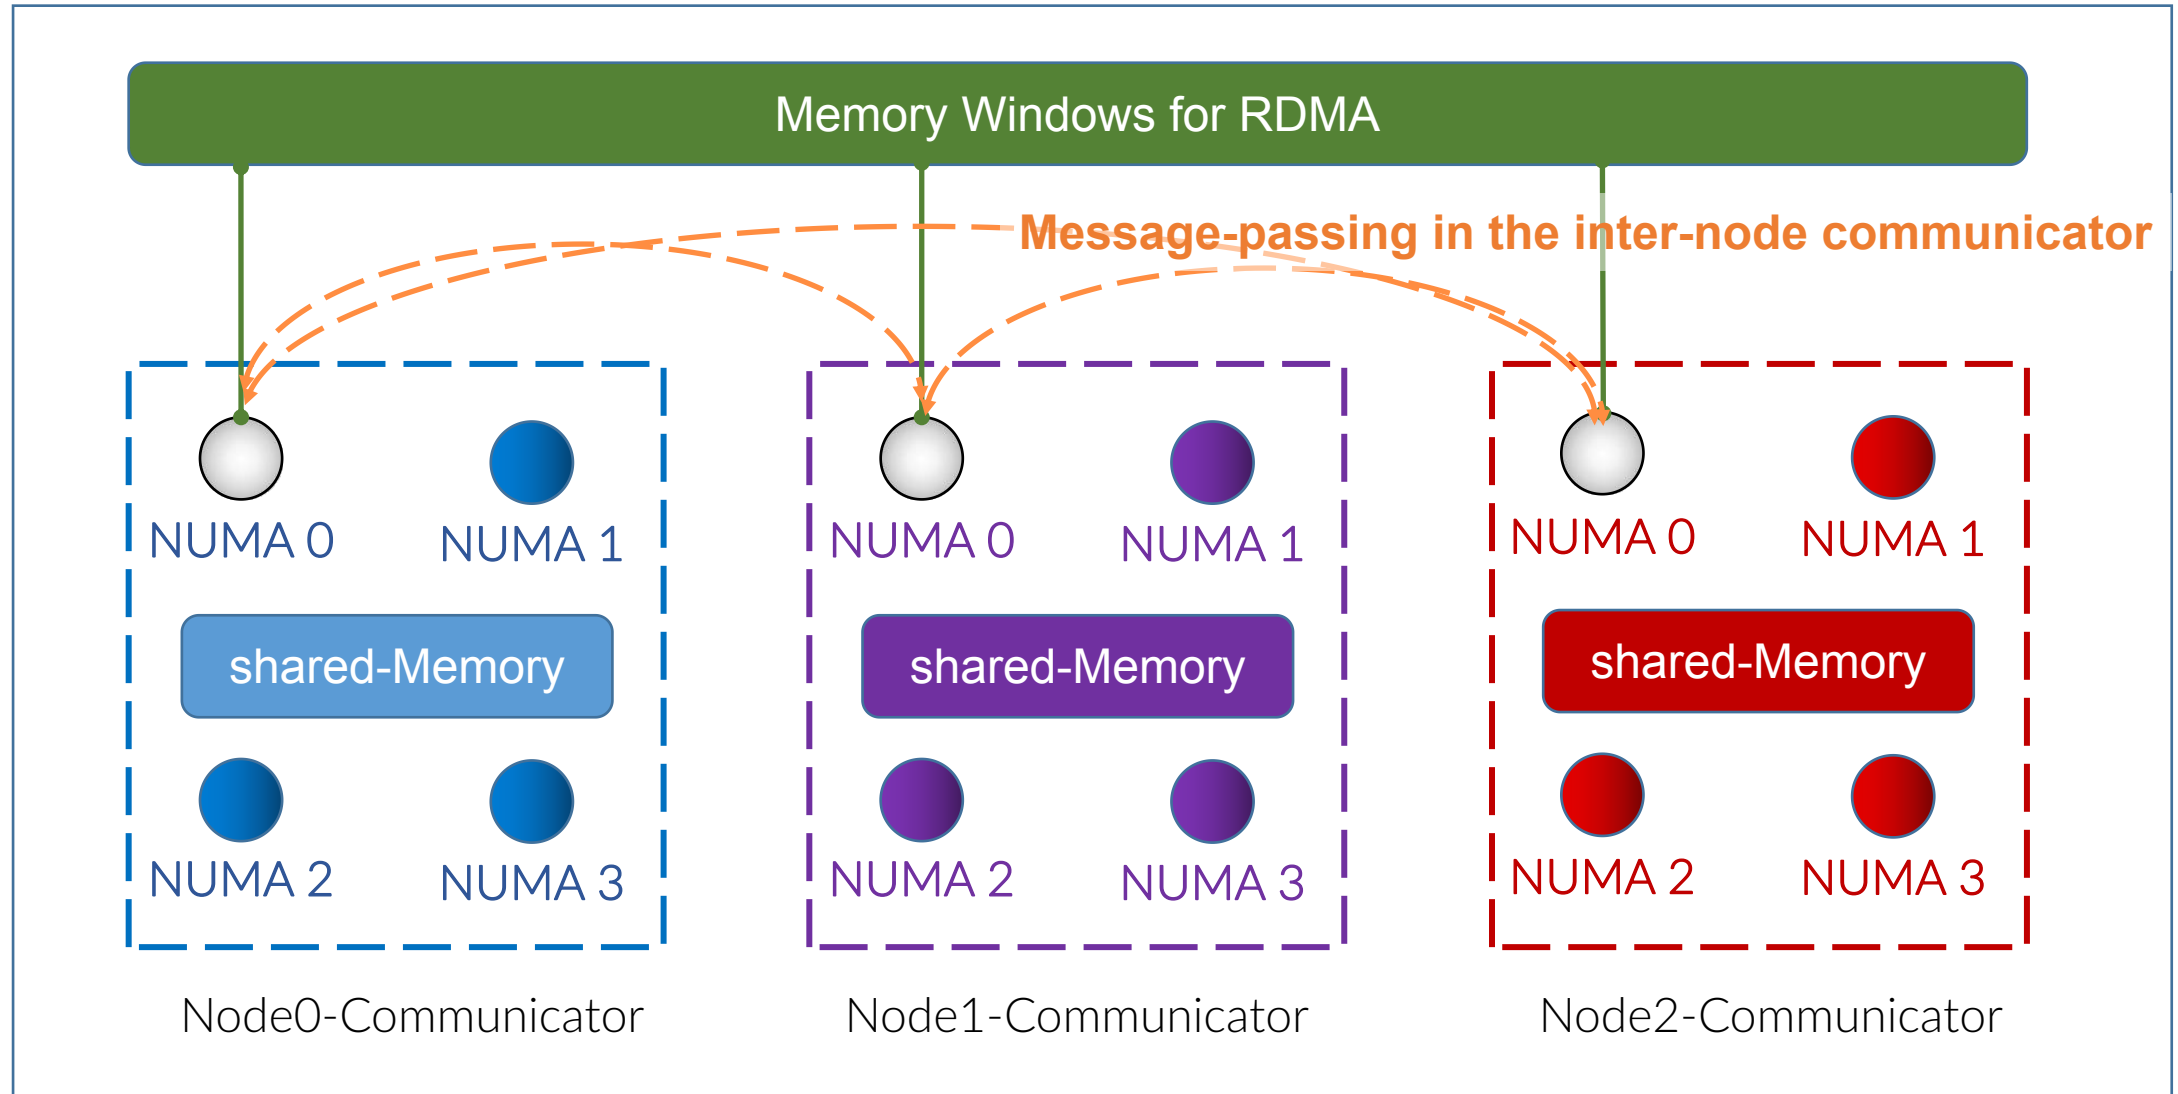 Memory Windows for RDMA
Message-passing in the inter-node communicator
NUMA 0
NUMA 1
shared-Memory
NUMA 2
NUMA 3
Node0-Communicator
NUMA 0
NUMA 1
shared-Memory
NUMA 2
NUMA 3
Node1-Communicator
NUMA 0
NUMA 1
shared-Memory
NUMA 2
NUMA 3
Node2-Communicator